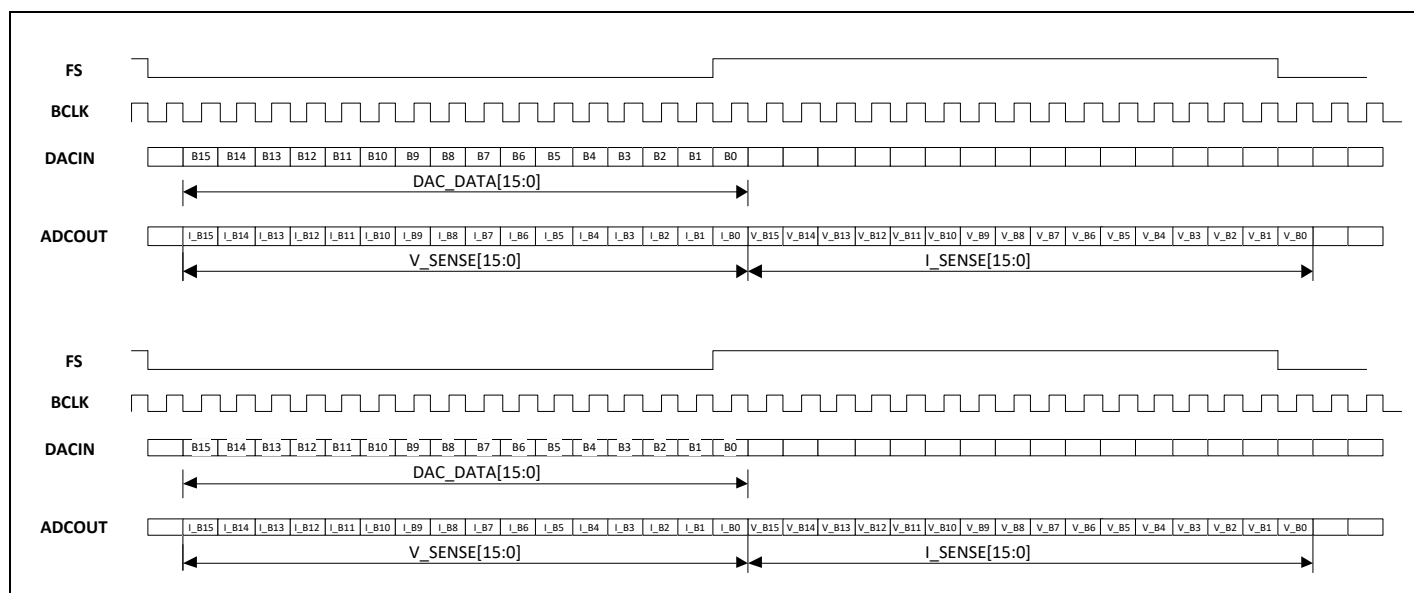 FS
BCLK
DACIN B15 B14 B13 B12 B11 B10 B9 B8 B7 B6 B5 B4 B3 B2 B1 B0
DAC_DATA[15:0]
ADCOUT I_B15 I_B14 I_B13 I_B12 I_B11 I_B10 I_B9 I_B8 I_B7 I_B6 I_B5 I_B4 I_B3 I_B2 I_B1 I_B0 V_B15 V_B14 V_B13 V_B12 V_B11 V_B10 V_B9 V_B8 V_B7 V_B6 V_B5 V_B4 V_B3 V_B2 V_B1 V_B0
V_SENSE[15:0] I_SENSE[15:0]
FS
BCLK
DACIN B15 B14 B13 B12 B11 B10 B9 B8 B7 B6 B5 B4 B3 B2 B1 B0
DAC_DATA[15:0]
ADCOUT I_B15 I_B14 I_B13 I_B12 I_B11 I_B10 I_B9 I_B8 I_B7 I_B6 I_B5 I_B4 I_B3 I_B2 I_B1 I_B0 V_B15 V_B14 V_B13 V_B12 V_B11 V_B10 V_B9 V_B8 V_B7 V_B6 V_B5 V_B4 V_B3 V_B2 V_B1 V_B0
V_SENSE[15:0] I_SENSE[15:0]